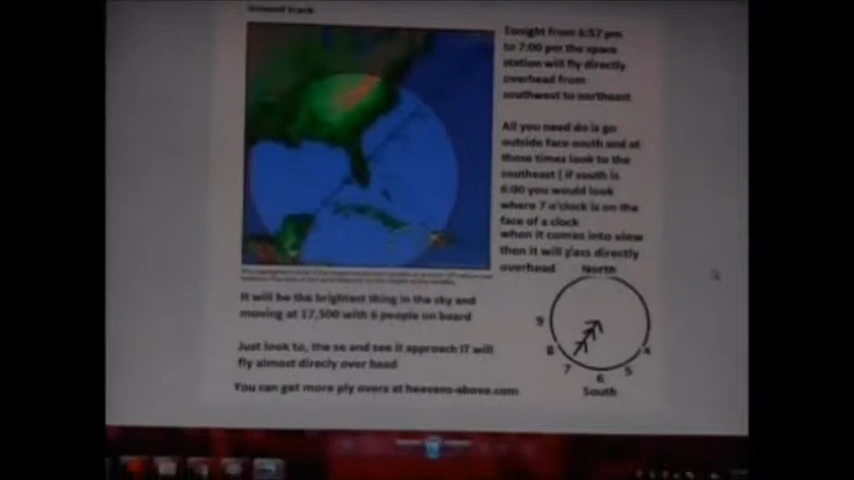 Ground track
Tonight from 6:57 pm
to 7:00 pm the space
station will fly directly
overhead from
southwest to northeast
All you need do is go
outside face south and at
those times look to the
southeast ( if south is
6:00 you would look
where 7 o'clock is on the
face of a clock
when it comes into view
then it will pass directly
overhead
North
9
8
7
6
5
4
South
It will be the brightest thing in the sky and
moving at 17,500 with 6 people on board
Just look to, the se and see it approach IT will
fly almost direcly over head
You can get more ply overs at heavens-above.com